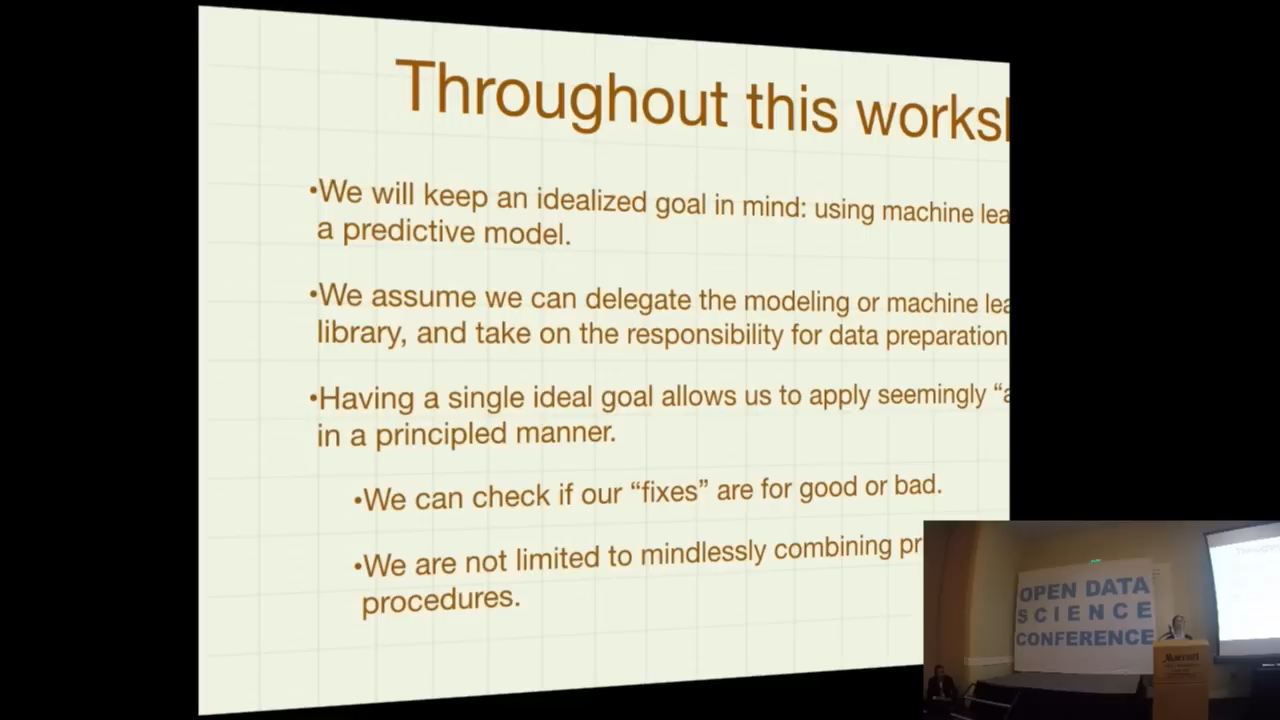 Throughout this works
•We will keep an idealized goal in mind: using machine lea
a predictive model.
•We assume we can delegate the modeling or machine lea
library, and take on the responsibility for data preparation
•Having a single ideal goal allows us to apply seemingly “a
in a principled manner.
•We can check if our “fixes” are for good or bad.
•We are not limited to mindlessly combining pr
procedures.
OPEN DATA
SCIENCE
CONFERENCE
Marriott